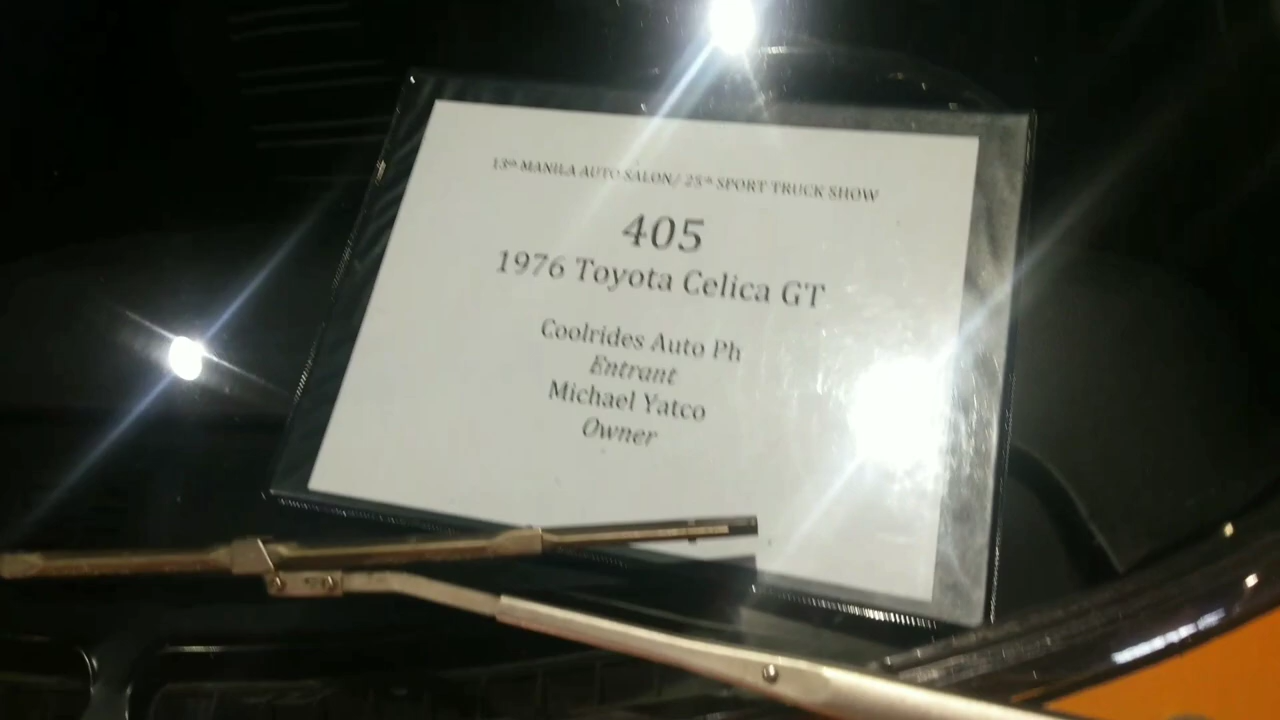 13th MANILA AUTO SALON/ 25th SPORT TRUCK SHOW
405
1976 Toyota Celica GT
Coolrides Auto Ph
Entrant
Michael Yatco
Owner